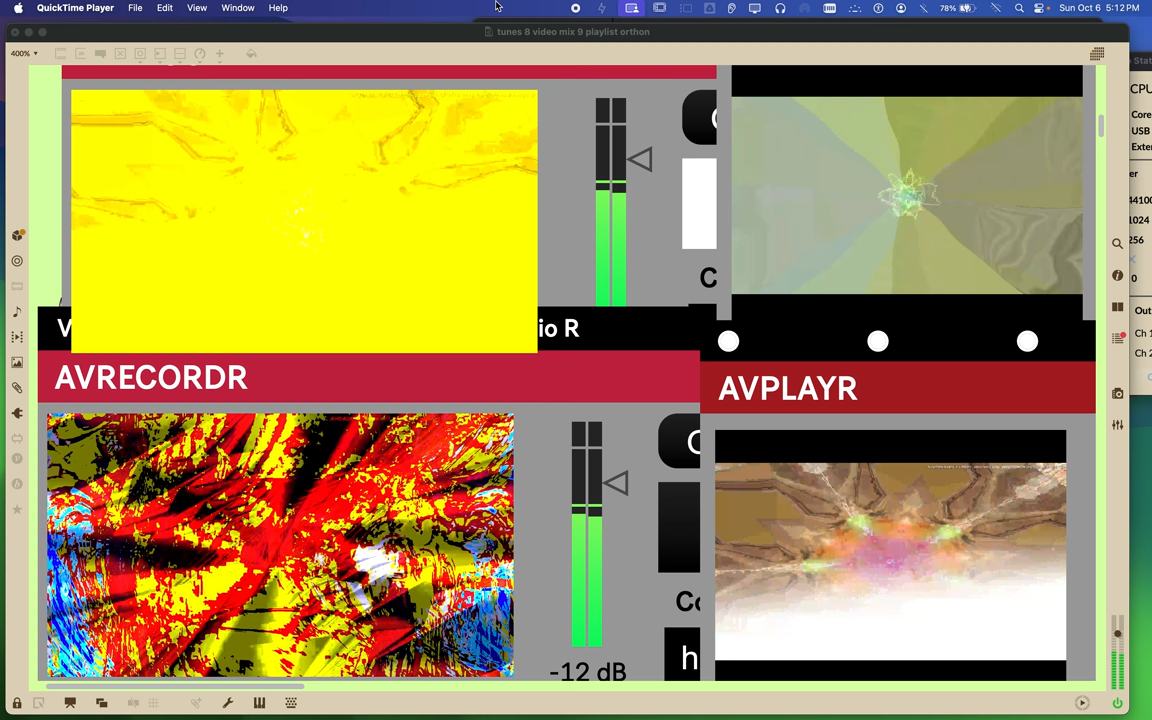 QuickTime Player File Edit View Window Help 78% Sun Oct 6 5:12 PM
tunes 8 video mix 9 playlist orthon
Stat
400%
CPU
Core
USB
Exter
er
44100
1024
256
0
Out
Ch 1
Ch 2
C
V
io R
AVRECORDR
AVPLAYR
C
Co
h
-12 dB